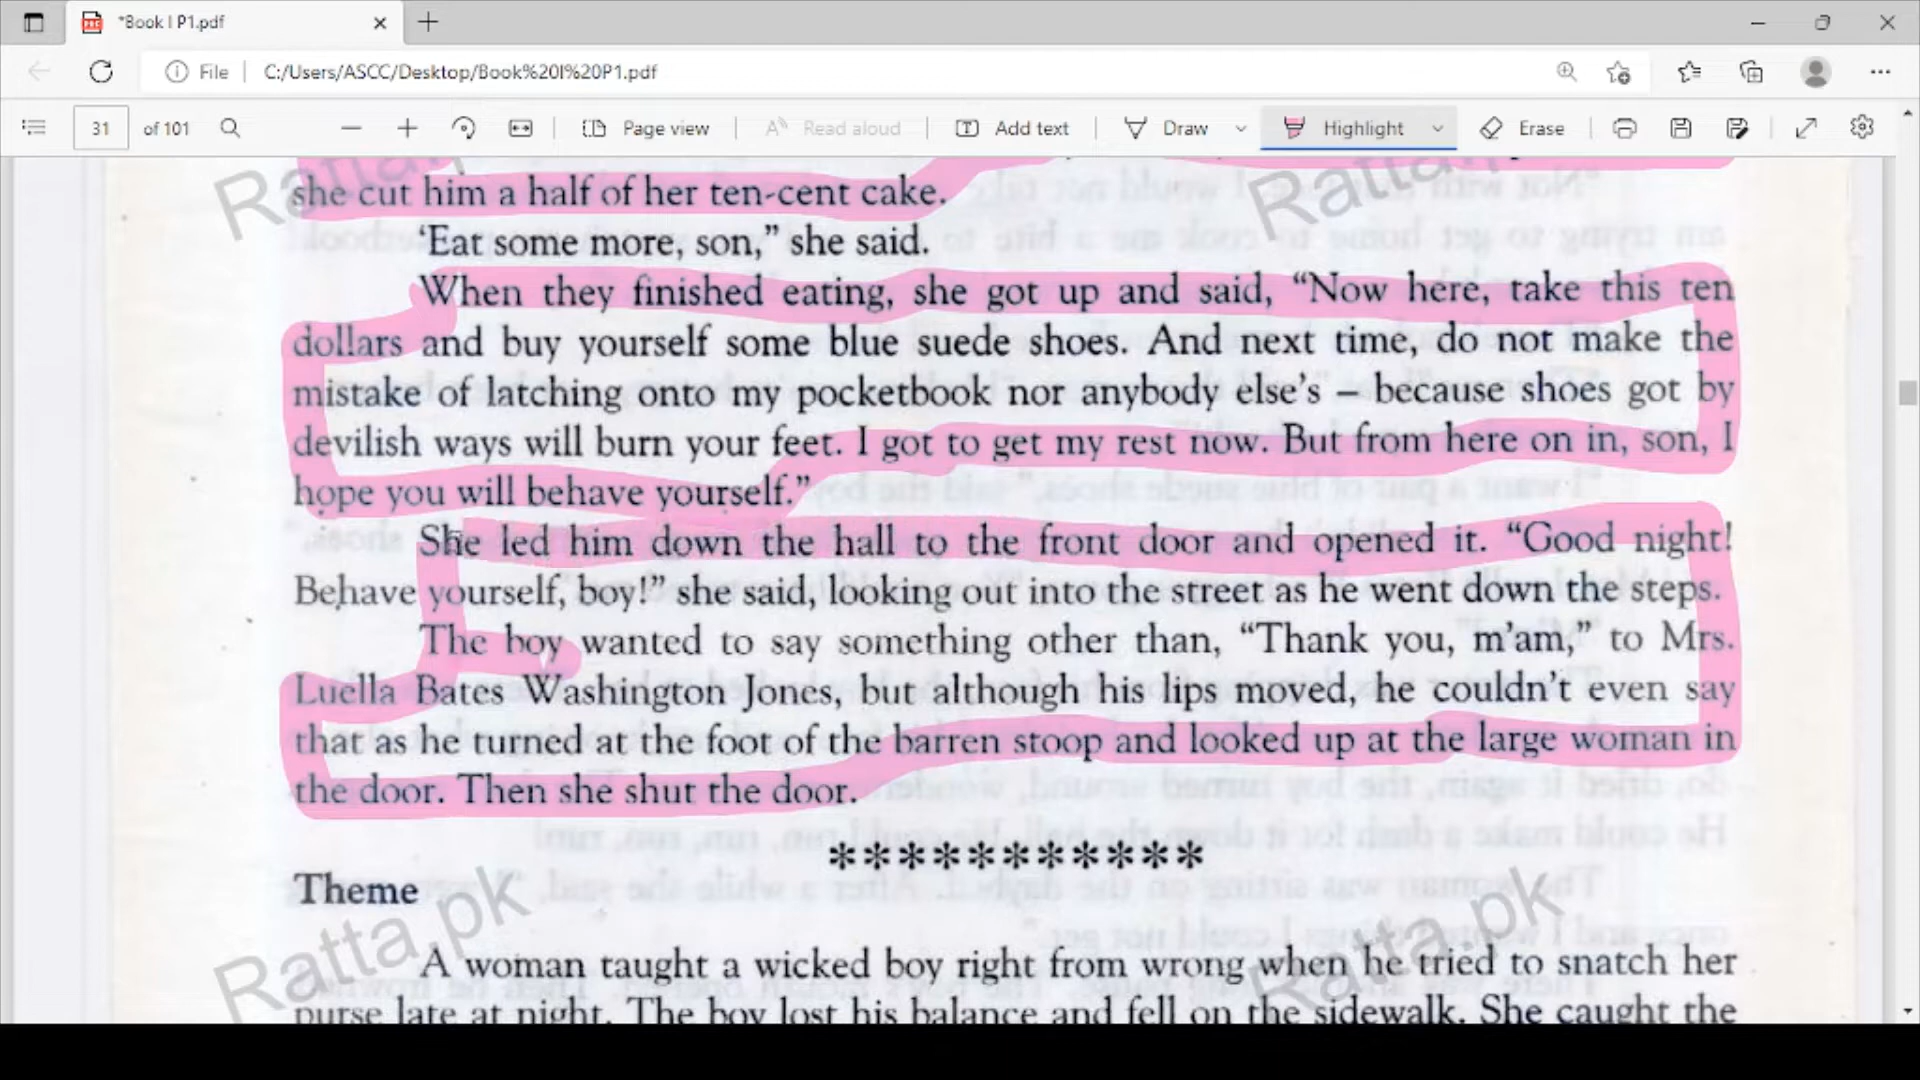 *Book I P1.pdf
File
C:/Users/ASCC/Desktop/Book%20I%20P1.pdf
31 of 101
Page view
Read aloud
Add text
Draw
Highlight
Erase
she cut him a half of her ten-cent cake.
‘Eat some more, son,” she said.
When they finished eating, she got up and said, “Now here, take this ten
dollars and buy yourself some blue suede shoes. And next time, do not make the
mistake of latching onto my pocketbook nor anybody else’s – because shoes got by
devilish ways will burn your feet. I got to get my rest now. But from here on in, son, I
hope you will behave yourself.”
She led him down the hall to the front door and opened it. “Good night!
Behave yourself, boy!” she said, looking out into the street as he went down the steps.
The boy wanted to say something other than, “Thank you, m’am,” to Mrs.
Luella Bates Washington Jones, but although his lips moved, he couldn’t even say
that as he turned at the foot of the barren stoop and looked up at the large woman in
the door. Then she shut the door.
***********
Theme
A woman taught a wicked boy right from wrong when he tried to snatch her
purse late at night. The boy lost his balance and fell on the sidewalk. She caught the
Ratta.pk
Ratta.pk
Ratta.pk
Ratta.pk